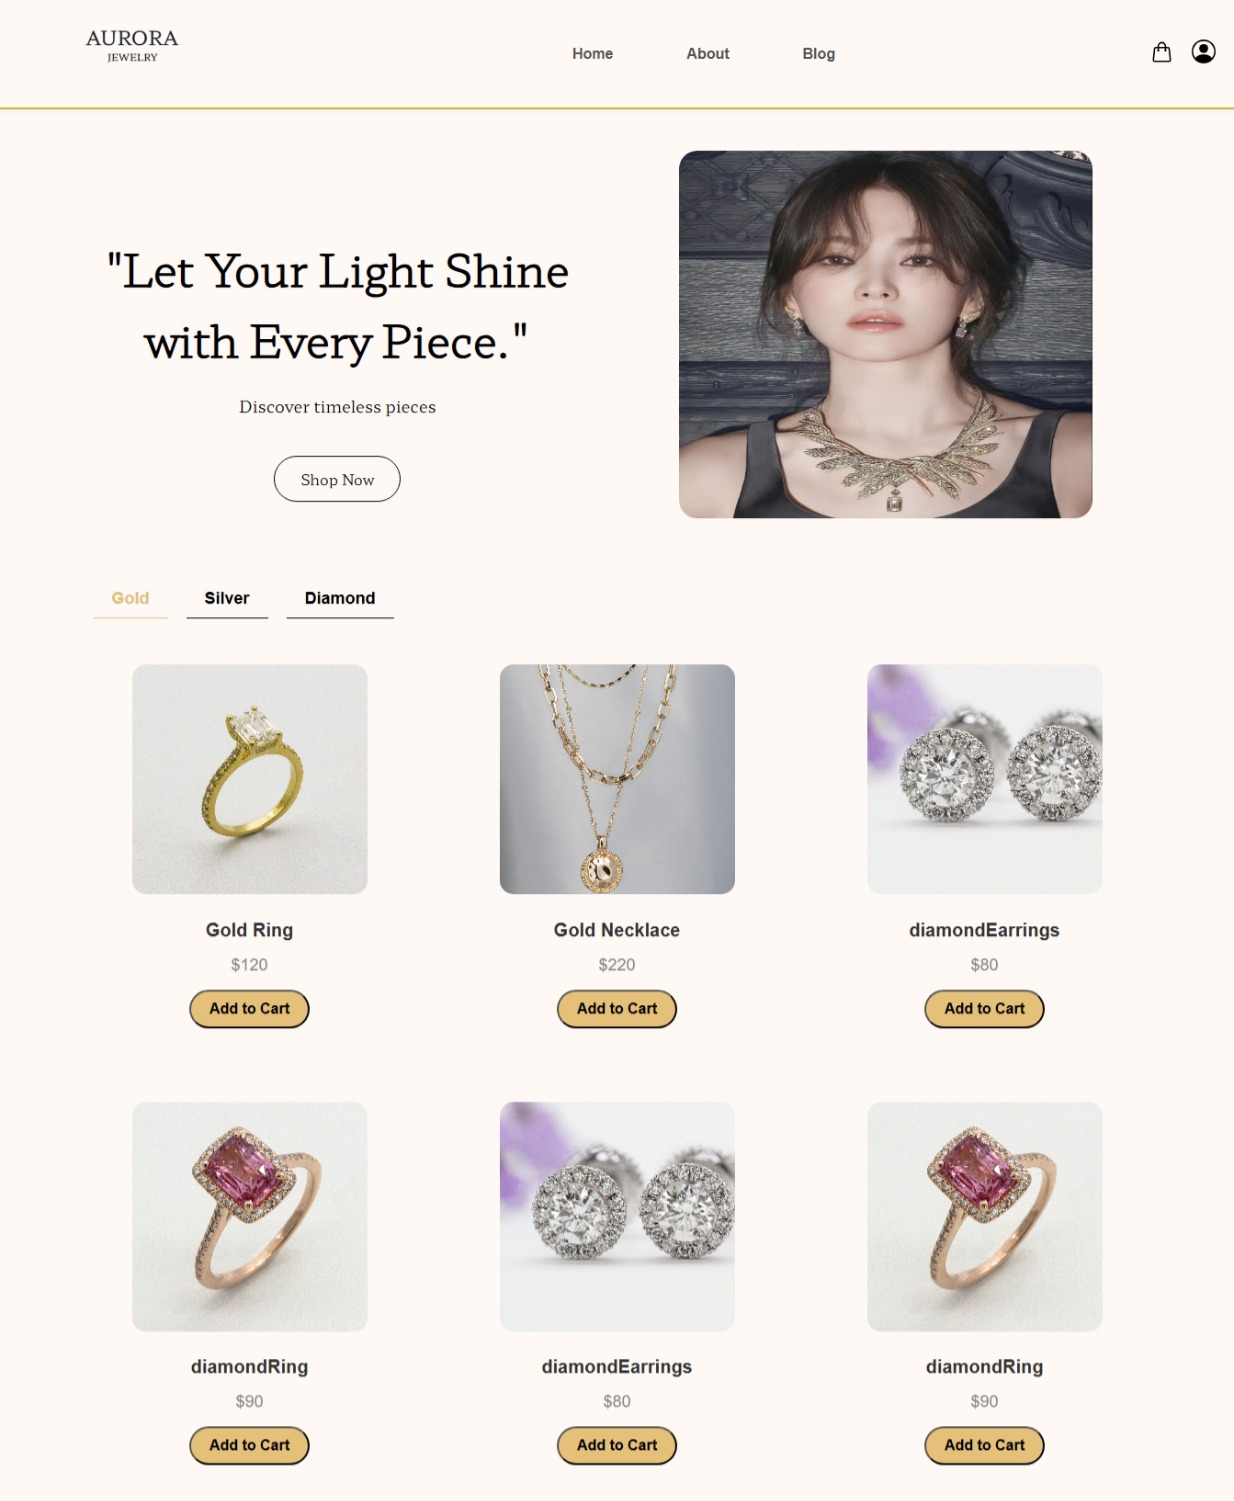 AURORA
JEWELRY
Home About Blog
"Let Your Light Shine
with Every Piece."
Discover timeless pieces
Shop Now
Gold Silver Diamond
Gold Ring
$120
Add to Cart
Gold Necklace
$220
Add to Cart
diamondEarrings
$80
Add to Cart
diamondRing
$90
Add to Cart
diamondEarrings
$80
Add to Cart
diamondRing
$90
Add to Cart